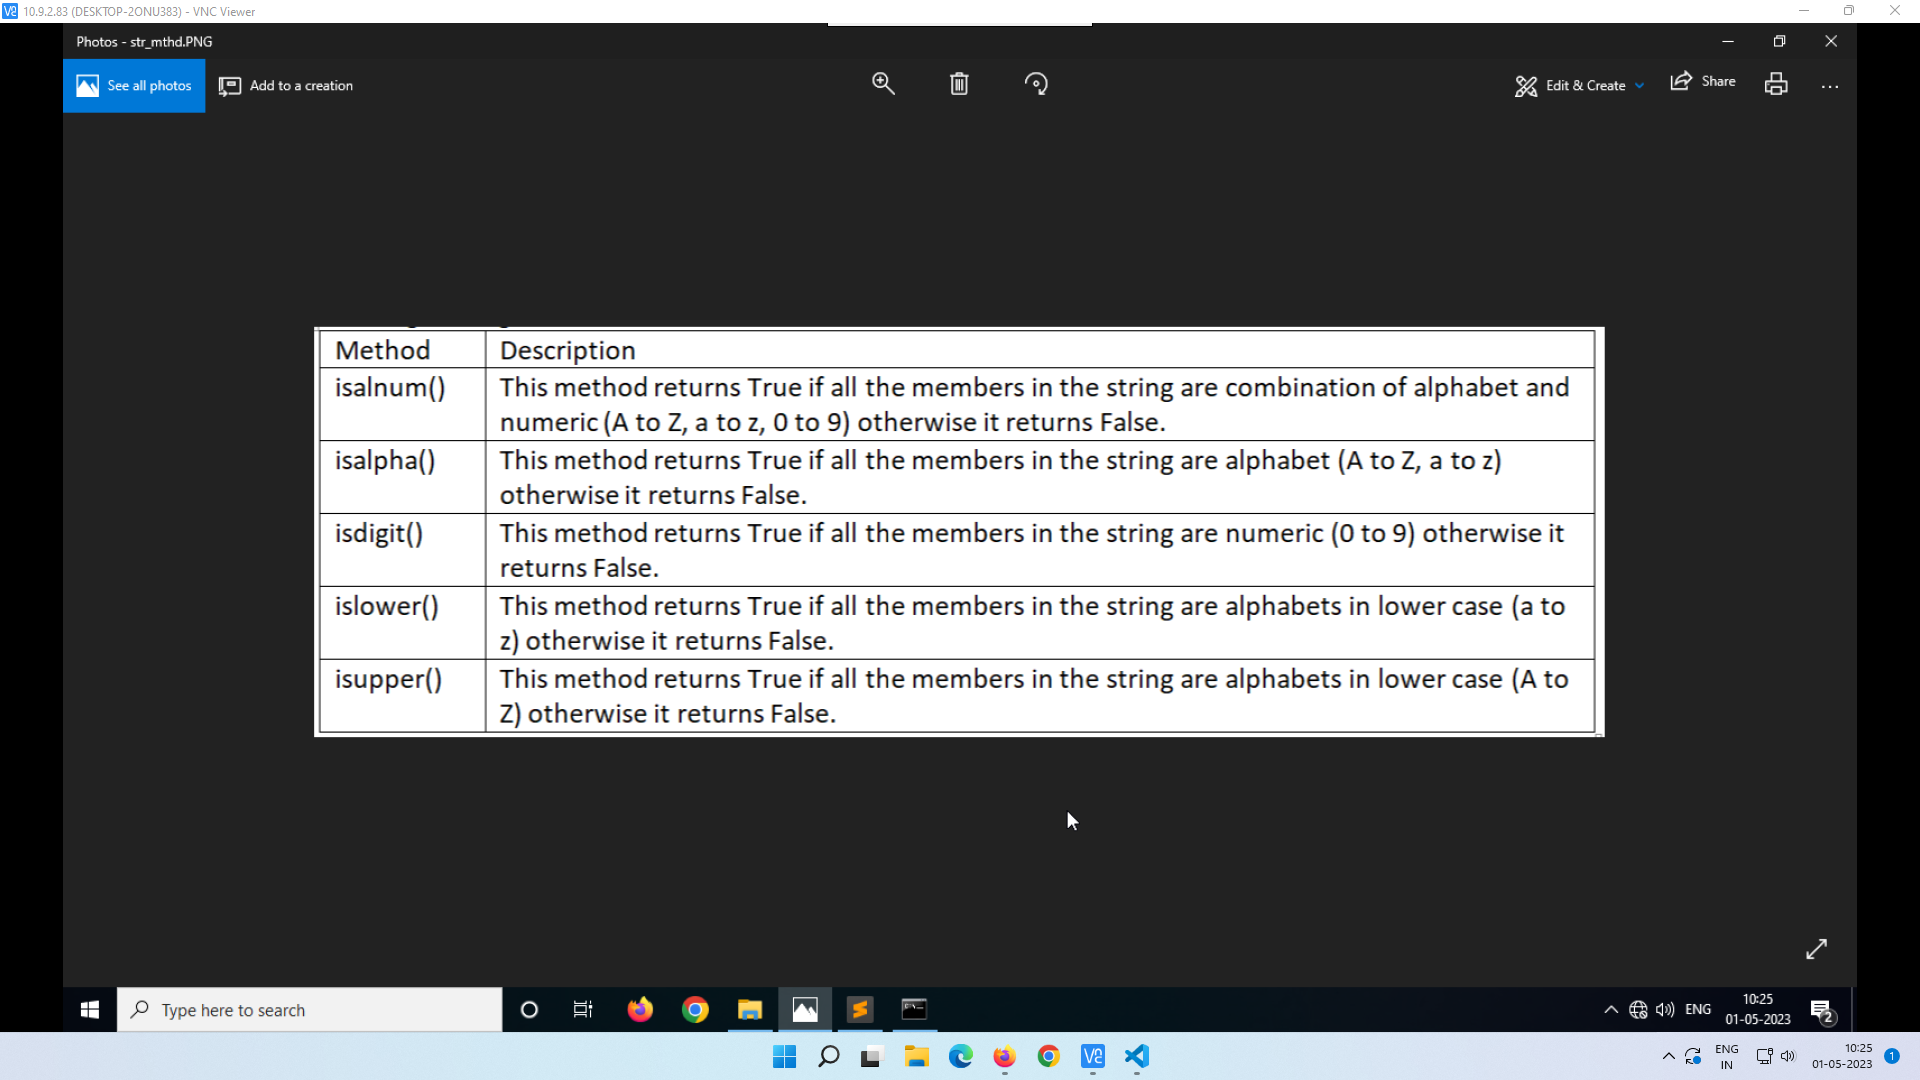 10.9.2.83 (DESKTOP-2ONU383) - VNC Viewer
Photos - str_mthd.PNG
See all photos
Add to a creation
Edit & Create
Share
Method Description
isalnum() This method returns True if all the members in the string are combination of alphabet and
numeric (A to Z, a to z, 0 to 9) otherwise it returns False.
isalpha() This method returns True if all the members in the string are alphabet (A to Z, a to z)
otherwise it returns False.
isdigit() This method returns True if all the members in the string are numeric (0 to 9) otherwise it
returns False.
islower() This method returns True if all the members in the string are alphabets in lower case (a to
z) otherwise it returns False.
isupper() This method returns True if all the members in the string are alphabets in lower case (A to
Z) otherwise it returns False.
Type here to search
ENG
10:25
01-05-2023
2
ENG
IN
10:25
01-05-2023
1